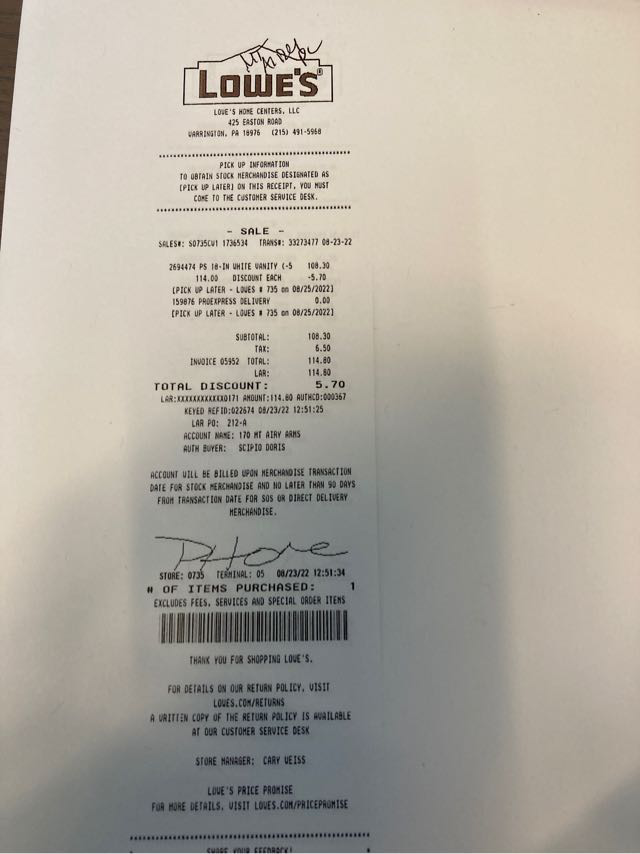 Mt Airy
LOWE'S
LOWE'S HOME CENTERS, LLC
425 EASTON ROAD
WARRINGTON, PA 18976 (215) 491-5968
PICK UP INFORMATION
TO OBTAIN STOCK MERCHANDISE DESIGNATED AS
[PICK UP LATER] ON THIS RECEIPT, YOU MUST
COME TO THE CUSTOMER SERVICE DESK.
- SALE -
SALES#: S0735CW1 1736534 TRANS#: 33273477 08-23-22
2694474 PS 18-IN WHITE VANITY (-5 108.30
114.00 DISCOUNT EACH -5.70
[PICK UP LATER - LOWES # 735 on 08/25/2022]
159876 PROEXPRESS DELIVERY 0.00
[PICK UP LATER - LOWES # 735 on 08/25/2022]
SUBTOTAL: 108.30
TAX: 6.50
INVOICE 05952 TOTAL: 114.80
LAR: 114.80
TOTAL DISCOUNT: 5.70
LAR:XXXXXXXXXXXX0171 AMOUNT:114.80 AUTHCD:000367
KEYED REFID:022674 08/23/22 12:51:25
LAR PO: 212-A
ACCOUNT NAME: 170 MT AIRY ARMS
AUTH BUYER: SCIPIO DORIS
ACCOUNT WILL BE BILLED UPON MERCHANDISE TRANSACTION
DATE FOR STOCK MERCHANDISE AND NO LATER THAN 90 DAYS
FROM TRANSACTION DATE FOR SOS OR DIRECT DELIVERY
MERCHANDISE.
PHone
STORE: 0735 TERMINAL: 05 08/23/22 12:51:34
# OF ITEMS PURCHASED: 1
EXCLUDES FEES, SERVICES AND SPECIAL ORDER ITEMS
THANK YOU FOR SHOPPING LOWE'S.
FOR DETAILS ON OUR RETURN POLICY, VISIT
LOWES.COM/RETURNS
A WRITTEN COPY OF THE RETURN POLICY IS AVAILABLE
AT OUR CUSTOMER SERVICE DESK
STORE MANAGER: CARY WEISS
LOWE'S PRICE PROMISE
FOR MORE DETAILS, VISIT LOWES.COM/PRICEPROMISE
SHARE YOUR FEEDBACK!